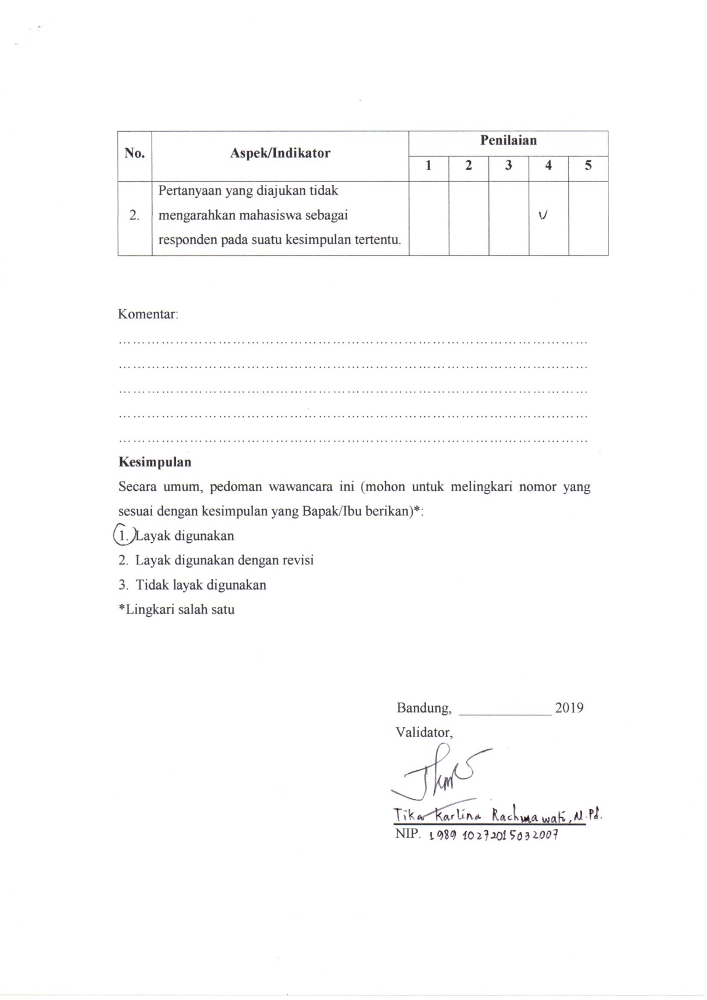 No. Aspek/Indikator Penilaian
1 2 3 4 5
Pertanyaan yang diajukan tidak
2. mengarahkan mahasiswa sebagai V
responden pada suatu kesimpulan tertentu.
Komentar:
……………………………………………………………………………………
……………………………………………………………………………………
……………………………………………………………………………………
……………………………………………………………………………………
……………………………………………………………………………………
Kesimpulan
Secara umum, pedoman wawancara ini (mohon untuk melingkari nomor yang
sesuai dengan kesimpulan yang Bapak/Ibu berikan)*:
1. Layak digunakan
2. Layak digunakan dengan revisi
3. Tidak layak digunakan
*Lingkari salah satu
Bandung, _____________ 2019
Validator,
Tika Karlina Rachmawati, M.Pd.
NIP. 198910272015032007